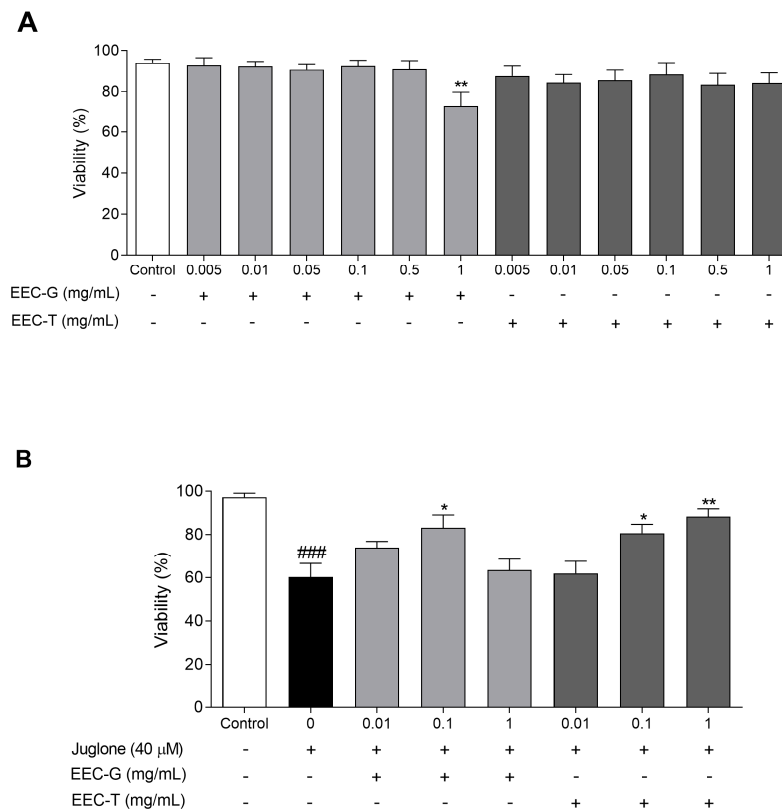 A
100
**
80
Viability (%)
60
40
20
0
Control 0.005 0.01 0.05 0.1 0.5 1 0.005 0.01 0.05 0.1 0.5 1
EEC-G (mg/mL) - + + + + + + - - - - - -
EEC-T (mg/mL) - - - - - - - + + + + + +
B
100
* * **
80
###
Viability (%)
60
40
20
0
Control 0 0.01 0.1 1 0.01 0.1 1
Juglone (40 µM) - + + + + + + +
EEC-G (mg/mL) - - + + + - - -
EEC-T (mg/mL) - - - - - + + +